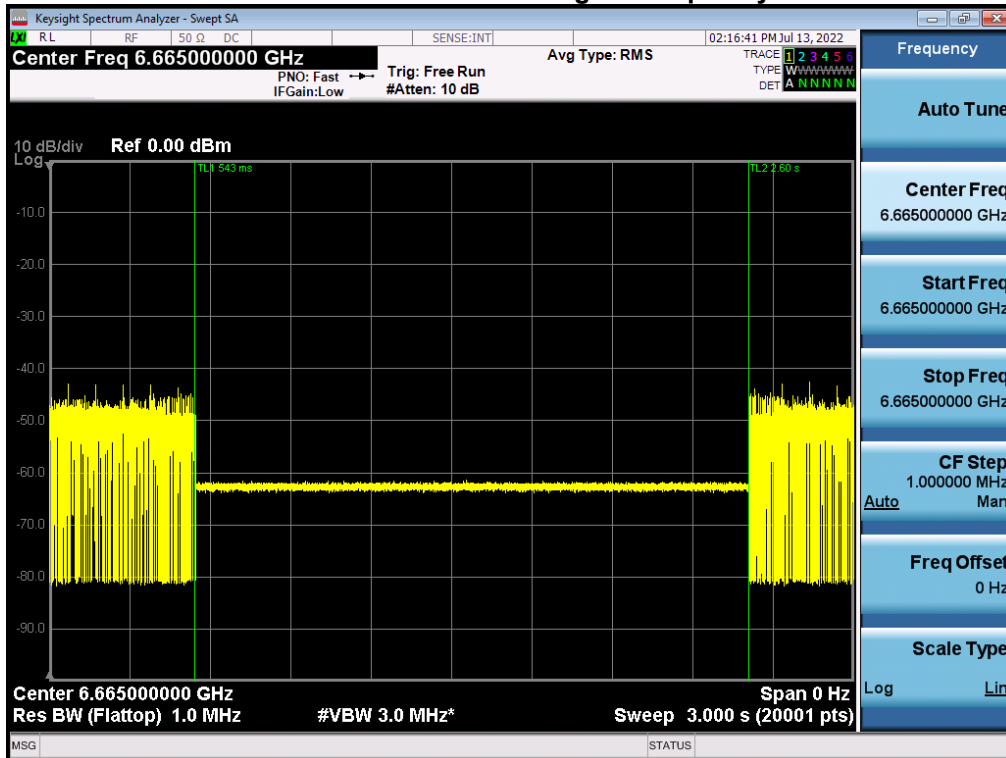 Keysight Spectrum Analyzer - Swept SA
LXI RL RF 50 Ω DC SENSE:INT 02:16:41 PM Jul 13, 2022
Center Freq 6.665000000 GHz
PNO: Fast
IFGain:Low
Trig: Free Run
#Atten: 10 dB
Avg Type: RMS
TRACE 1 2 3 4 5 6
TYPE WWWWWW
DET A N N N N N
10 dB/div Ref 0.00 dBm
Log
TL1 543 ms
TL2 2.60 s
-10.0
-20.0
-30.0
-40.0
-50.0
-60.0
-70.0
-80.0
-90.0
Center 6.665000000 GHz Span 0 Hz
Res BW (Flattop) 1.0 MHz #VBW 3.0 MHz* Sweep 3.000 s (20001 pts)
MSG STATUS
Frequency
Auto Tune
Center Freq
6.665000000 GHz
Start Freq
6.665000000 GHz
Stop Freq
6.665000000 GHz
CF Step
1.000000 MHz
Auto Man
Freq Offset
0 Hz
Scale Type
Log Lin